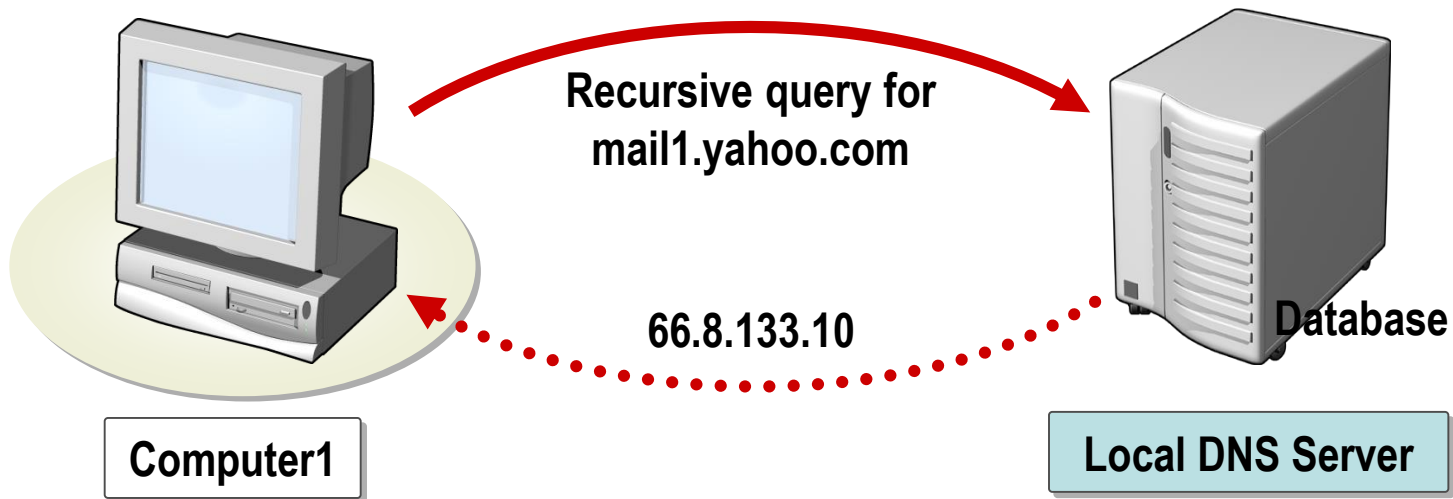 Recursive query for
mail1.yahoo.com
66.8.133.10
Database
Computer1
Local DNS Server